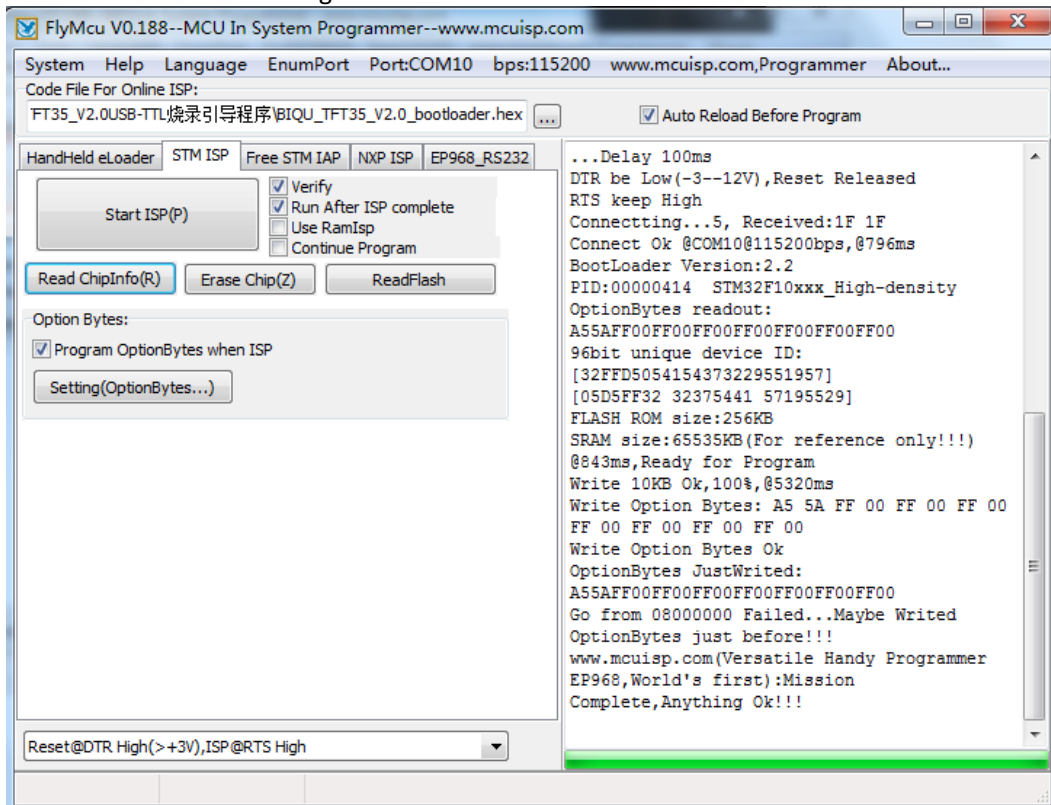 FlyMcu V0.188--MCU In System Programmer--www.mcuisp.com
System Help Language EnumPort Port:COM10 bps:115200 www.mcuisp.com,Programmer About...
Code File For Online ISP:
FT35_V2.0USB-TTL烧录引导程序\BIQU_TFT35_V2.0_bootloader.hex ... Auto Reload Before Program
HandHeld eLoader STM ISP Free STM IAP NXP ISP EP968_RS232
Start ISP(P)
Verify
Run After ISP complete
Use RamIsp
Continue Program
Read ChipInfo(R) Erase Chip(Z) ReadFlash
Option Bytes:
Program OptionBytes when ISP
Setting(OptionBytes...)
Reset@DTR High(>+3V),ISP@RTS High
...Delay 100ms
DTR be Low(-3--12V),Reset Released
RTS keep High
Connectting...5, Received:1F 1F
Connect Ok @COM10@115200bps,@796ms
BootLoader Version:2.2
PID:00000414 STM32F10xxx_High-density
OptionBytes readout:
A55AFF00FF00FF00FF00FF00FF00FF00
96bit unique device ID:
[32FFD5054154373229551957]
[05D5FF32 32375441 57195529]
FLASH ROM size:256KB
SRAM size:65535KB(For reference only!!!)
@843ms,Ready for Program
Write 10KB Ok,100%,@5320ms
Write Option Bytes: A5 5A FF 00 FF 00 FF 00
FF 00 FF 00 FF 00 FF 00
Write Option Bytes Ok
OptionBytes JustWrited:
A55AFF00FF00FF00FF00FF00FF00FF00
Go from 08000000 Failed...Maybe Writed
OptionBytes just before!!!
www.mcuisp.com(Versatile Handy Programmer
EP968,World's first):Mission
Complete,Anything Ok!!!